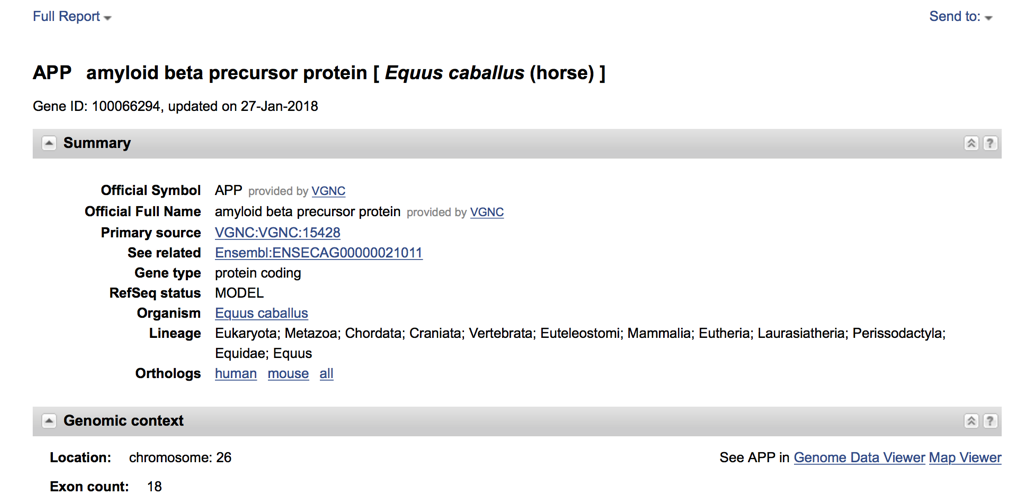 Full Report
Send to:
APP amyloid beta precursor protein [ Equus caballus (horse) ]
Gene ID: 100066294, updated on 27-Jan-2018
Summary
?
Official Symbol APP provided by VGNC
Official Full Name amyloid beta precursor protein provided by VGNC
Primary source VGNC:VGNC:15428
See related Ensembl:ENSECAG00000021011
Gene type protein coding
RefSeq status MODEL
Organism Equus caballus
Lineage Eukaryota; Metazoa; Chordata; Craniata; Vertebrata; Euteleostomi; Mammalia; Eutheria; Laurasiatheria; Perissodactyla;
Equidae; Equus
Orthologs human mouse all
Genomic context
?
Location: chromosome: 26
See APP in Genome Data Viewer Map Viewer
Exon count: 18